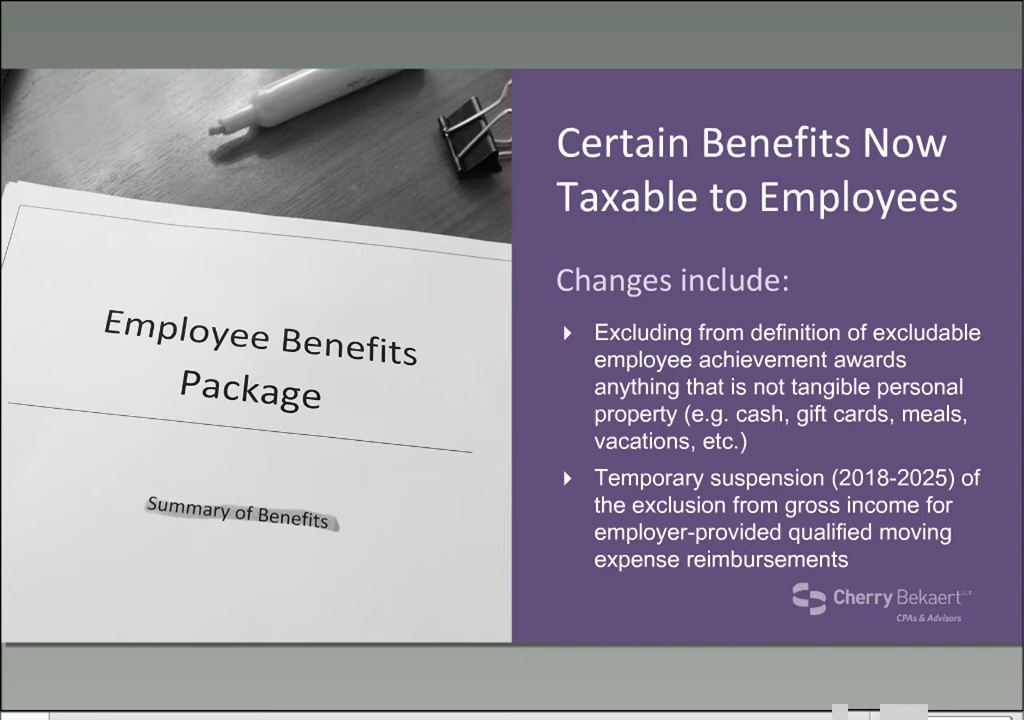 Employee Benefits
Package
Summary of Benefits
Certain Benefits Now
Taxable to Employees
Changes include:
Excluding from definition of excludable
employee achievement awards
anything that is not tangible personal
property (e.g. cash, gift cards, meals,
vacations, etc.)
Temporary suspension (2018-2025) of
the exclusion from gross income for
employer-provided qualified moving
expense reimbursements
Cherry Bekaert LLP
CPAs & Advisors